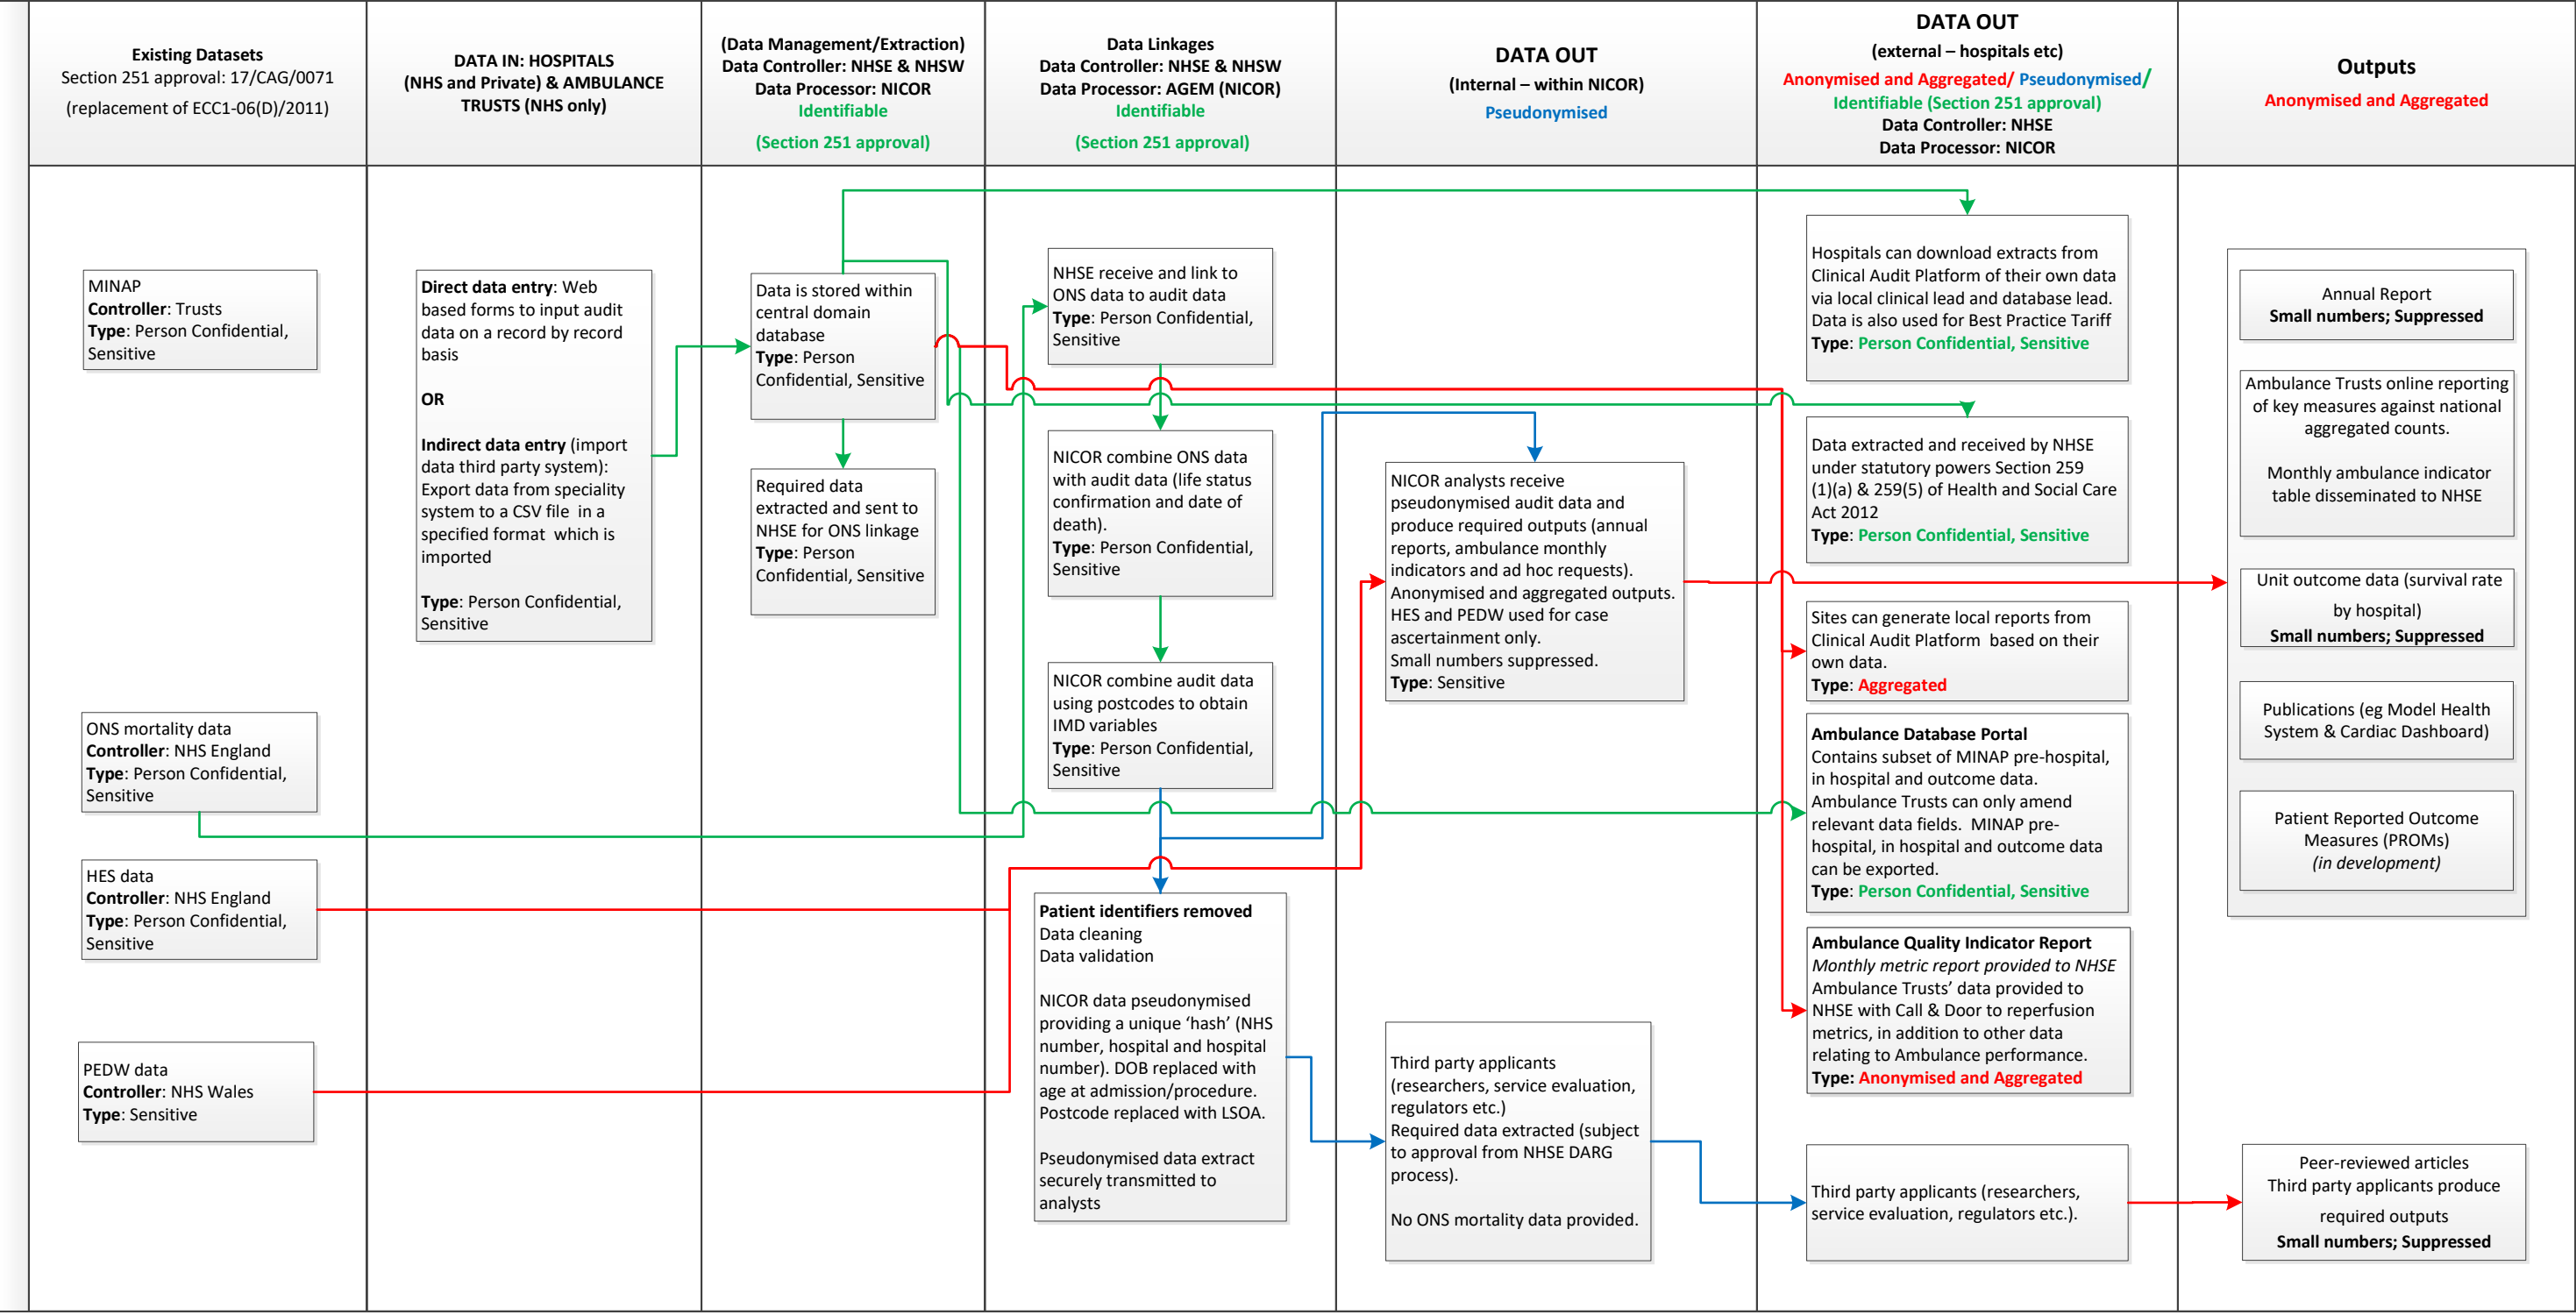 Existing Datasets
Section 251 approval: 17/CAG/0071
(replacement of ECC1-06(D)/2011)
DATA IN: HOSPITALS
(NHS and Private) & AMBULANCE
TRUSTS (NHS only)
(Data Management/Extraction)
Data Controller: NHSE & NHSW
Data Processor: NICOR
Identifiable
(Section 251 approval)
Data Linkages
Data Controller: NHSE & NHSW
Data Processor: AGEM (NICOR)
Identifiable
(Section 251 approval)
DATA OUT
(Internal – within NICOR)
Pseudonymised
DATA OUT
(external – hospitals etc)
Anonymised and Aggregated/ Pseudonymised/
Identifiable (Section 251 approval)
Data Controller: NHSE
Data Processor: NICOR
Outputs
Anonymised and Aggregated
MINAP
Controller: Trusts
Type: Person Confidential,
Sensitive
ONS mortality data
Controller: NHS England
Type: Person Confidential,
Sensitive
HES data
Controller: NHS England
Type: Person Confidential,
Sensitive
PEDW data
Controller: NHS Wales
Type: Sensitive
Direct data entry: Web
based forms to input audit
data on a record by record
basis
OR
Indirect data entry (import
data third party system):
Export data from speciality
system to a CSV file in a
specified format which is
imported
Type: Person Confidential,
Sensitive
Data is stored within
central domain
database
Type: Person
Confidential, Sensitive
Required data
extracted and sent to
NHSE for ONS linkage
Type: Person
Confidential, Sensitive
NHSE receive and link to
ONS data to audit data
Type: Person Confidential,
Sensitive
NICOR combine ONS data
with audit data (life status
confirmation and date of
death).
Type: Person Confidential,
Sensitive
NICOR combine audit data
using postcodes to obtain
IMD variables
Type: Person Confidential,
Sensitive
Patient identifiers removed
Data cleaning
Data validation
NICOR data pseudonymised
providing a unique ‘hash’ (NHS
number, hospital and hospital
number). DOB replaced with
age at admission/procedure.
Postcode replaced with LSOA.
Pseudonymised data extract
securely transmitted to
analysts
NICOR analysts receive
pseudonymised audit data and
produce required outputs (annual
reports, ambulance monthly
indicators and ad hoc requests).
Anonymised and aggregated outputs.
HES and PEDW used for case
ascertainment only.
Small numbers suppressed.
Type: Sensitive
Third party applicants
(researchers, service evaluation,
regulators etc.)
Required data extracted (subject
to approval from NHSE DARG
process).
No ONS mortality data provided.
Hospitals can download extracts from
Clinical Audit Platform of their own data
via local clinical lead and database lead.
Data is also used for Best Practice Tariff
Type: Person Confidential, Sensitive
Data extracted and received by NHSE
under statutory powers Section 259
(1)(a) & 259(5) of Health and Social Care
Act 2012
Type: Person Confidential, Sensitive
Sites can generate local reports from
Clinical Audit Platform based on their
own data.
Type: Aggregated
Ambulance Database Portal
Contains subset of MINAP pre-hospital,
in hospital and outcome data.
Ambulance Trusts can only amend
relevant data fields. MINAP pre-
hospital, in hospital and outcome data
can be exported.
Type: Person Confidential, Sensitive
Ambulance Quality Indicator Report
Monthly metric report provided to NHSE
Ambulance Trusts’ data provided to
NHSE with Call & Door to reperfusion
metrics, in addition to other data
relating to Ambulance performance.
Type: Anonymised and Aggregated
Third party applicants (researchers,
service evaluation, regulators etc.).
Annual Report
Small numbers; Suppressed
Ambulance Trusts online reporting
of key measures against national
aggregated counts.
Monthly ambulance indicator
table disseminated to NHSE
Unit outcome data (survival rate
by hospital)
Small numbers; Suppressed
Publications (eg Model Health
System & Cardiac Dashboard)
Patient Reported Outcome
Measures (PROMs)
(in development)
Peer-reviewed articles
Third party applicants produce
required outputs
Small numbers; Suppressed